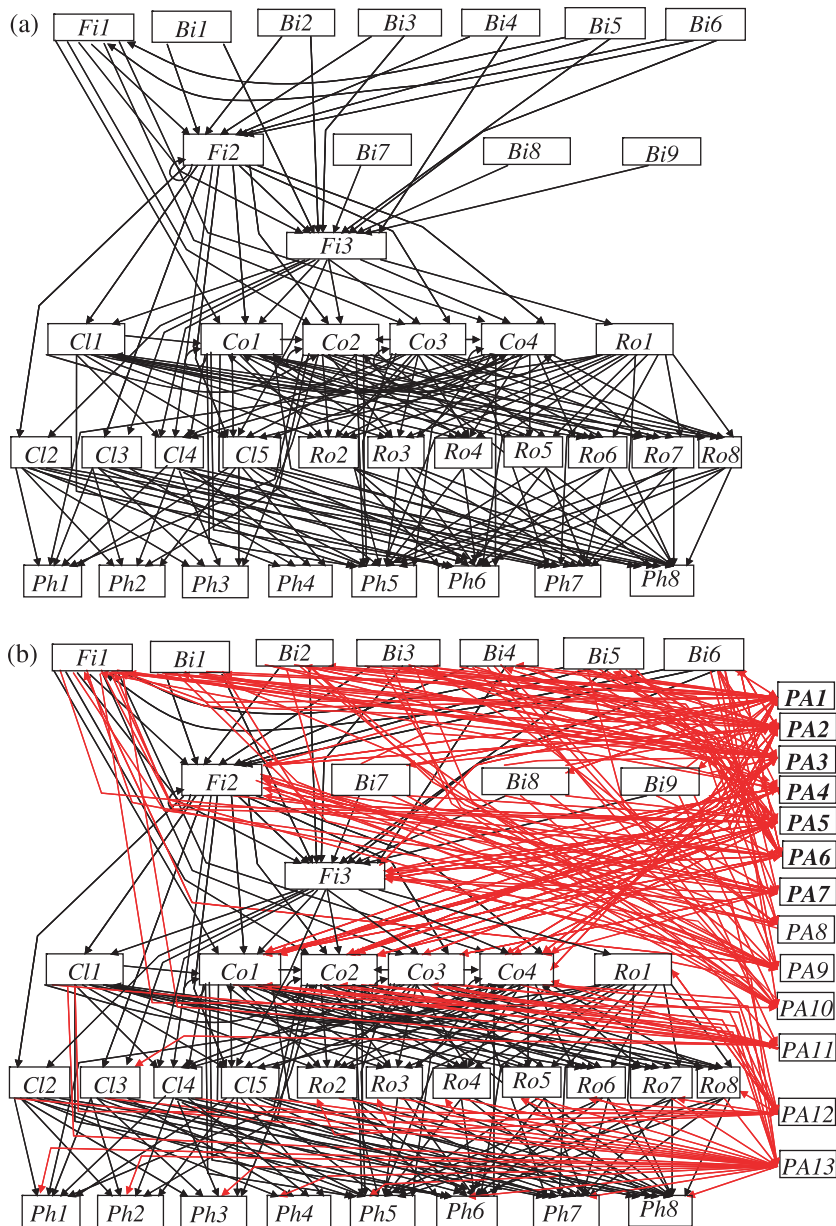 (a)
Fi1 Bi1 Bi2 Bi3 Bi4 Bi5 Bi6
Fi2 Bi7 Bi8 Bi9
Fi3
Cl1 Co1 Co2 Co3 Co4 Ro1
Cl2 Cl3 Cl4 Cl5 Ro2 Ro3 Ro4 Ro5 Ro6 Ro7 Ro8
Ph1 Ph2 Ph3 Ph4 Ph5 Ph6 Ph7 Ph8
(b)
Fi1 Bi1 Bi2 Bi3 Bi4 Bi5 Bi6
PA1
PA2
PA3
Fi2 Bi7 Bi8 Bi9
PA4
PA5
PA6
Fi3
PA7
PA8
Cl1 Co1 Co2 Co3 Co4 Ro1
PA9
PA10
PA11
Cl2 Cl3 Cl4 Cl5 Ro2 Ro3 Ro4 Ro5 Ro6 Ro7 Ro8
PA12
PA13
Ph1 Ph2 Ph3 Ph4 Ph5 Ph6 Ph7 Ph8